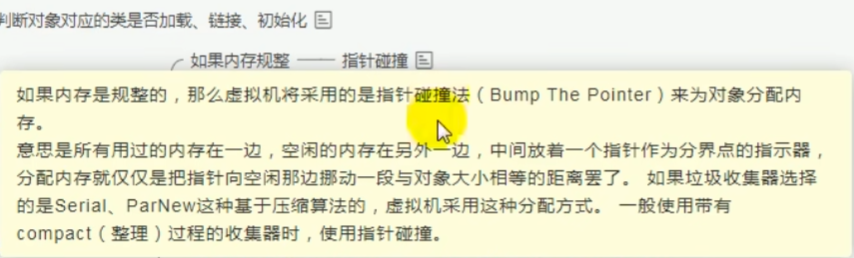 判断对象对应的类是否加载、链接、初始化
如果内存规整 指针碰撞
如果内存是规整的，那么虚拟机将采用的是指针碰撞法（Bump The Pointer）来为对象分配内
存。
意思是所有用过的内存在一边，空闲的内存在另外一边，中间放着一个指针作为分界点的指示器，
分配内存就仅仅是把指针向空闲那边挪动一段与对象大小相等的距离罢了。 如果垃圾收集器选择
的是Serial、ParNew这种基于压缩算法的，虚拟机采用这种分配方式。 一般使用带有
compact（整理）过程的收集器时，使用指针碰撞。